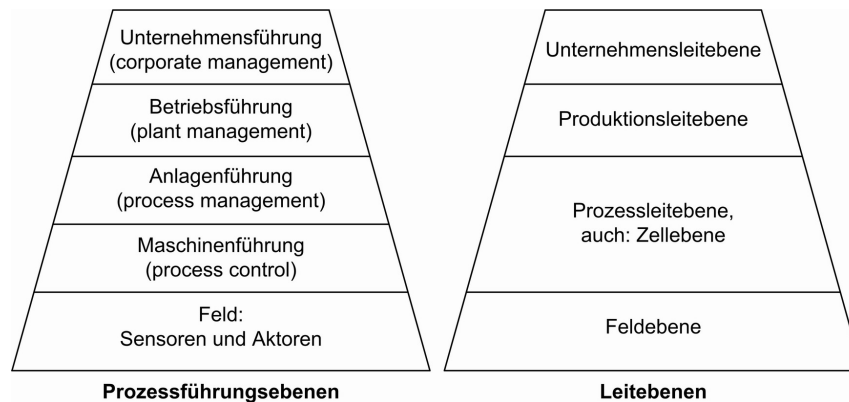 Unternehmensführung
(corporate management)
Betriebsführung
(plant management)
Anlagenführung
(process management)
Maschinenführung
(process control)
Feld:
Sensoren und Aktoren
Prozessführungsebenen
Unternehmensleitebene
Produktionsleitebene
Prozessleitebene,
auch: Zellebene
Feldebene
Leitebenen